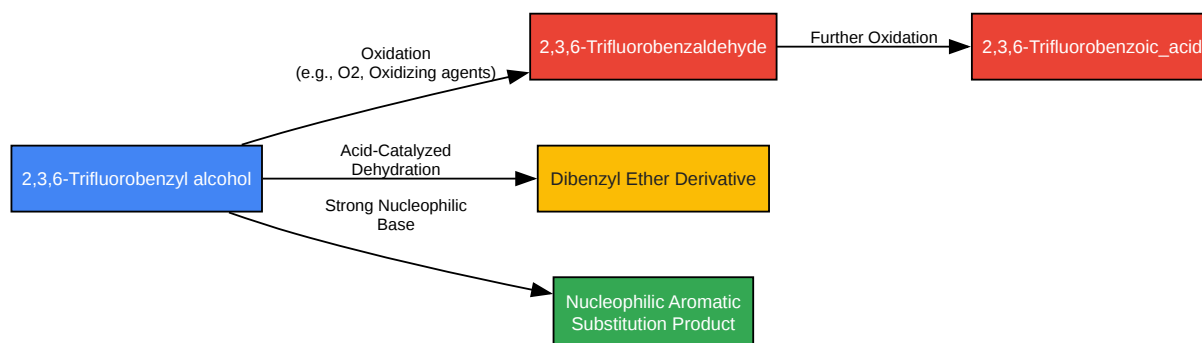 2,3,6-Trifluorobenzyl alcohol
Oxidation
(e.g., O2, Oxidizing agents)
2,3,6-Trifluorobenzaldehyde
Further Oxidation
2,3,6-Trifluorobenzoic_acid
Acid-Catalyzed
Dehydration
Dibenzyl Ether Derivative
Strong Nucleophilic
Base
Nucleophilic Aromatic
Substitution Product